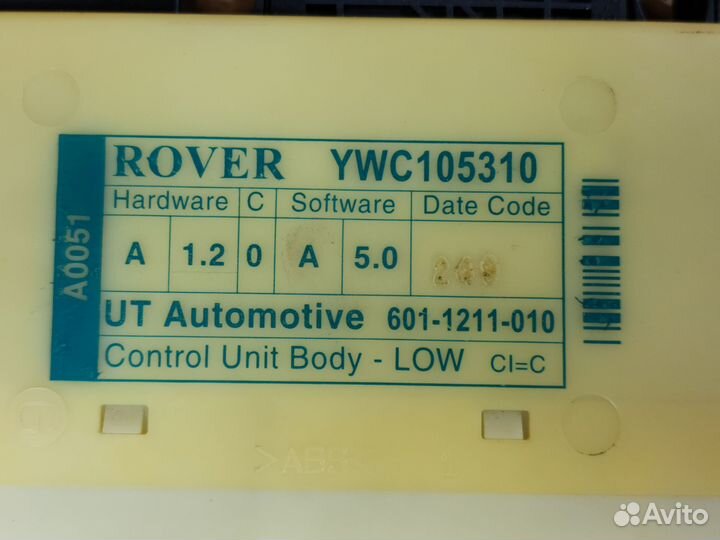 ROVER YWC105310
Hardware C Software Date Code
A 1.2 0 A 5.0
UT Automotive 601-1211-010
Control Unit Body - LOW CI=C
A0051
>ABS<
Avito